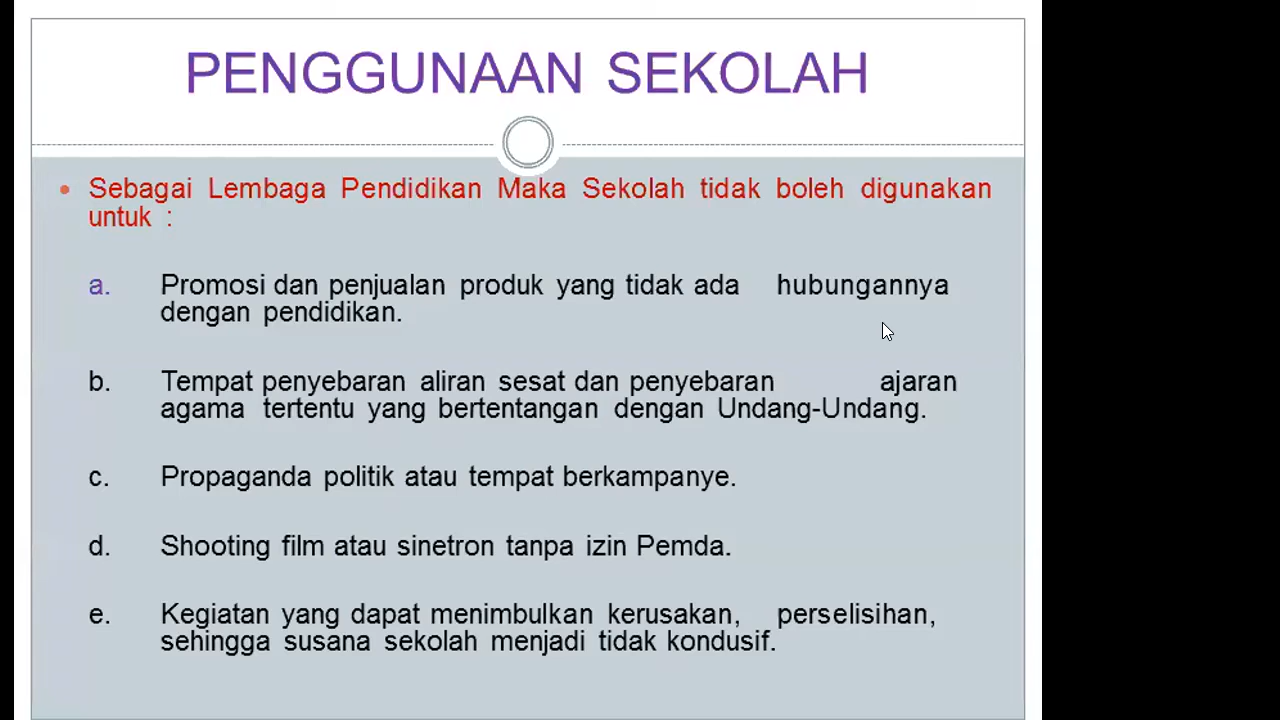 PENGGUNAAN SEKOLAH
• Sebagai Lembaga Pendidikan Maka Sekolah tidak boleh digunakan
untuk :
a. Promosi dan penjualan produk yang tidak ada hubungannya
dengan pendidikan.
b. Tempat penyebaran aliran sesat dan penyebaran ajaran
agama tertentu yang bertentangan dengan Undang-Undang.
c. Propaganda politik atau tempat berkampanye.
d. Shooting film atau sinetron tanpa izin Pemda.
e. Kegiatan yang dapat menimbulkan kerusakan, perselisihan,
sehingga susana sekolah menjadi tidak kondusif.